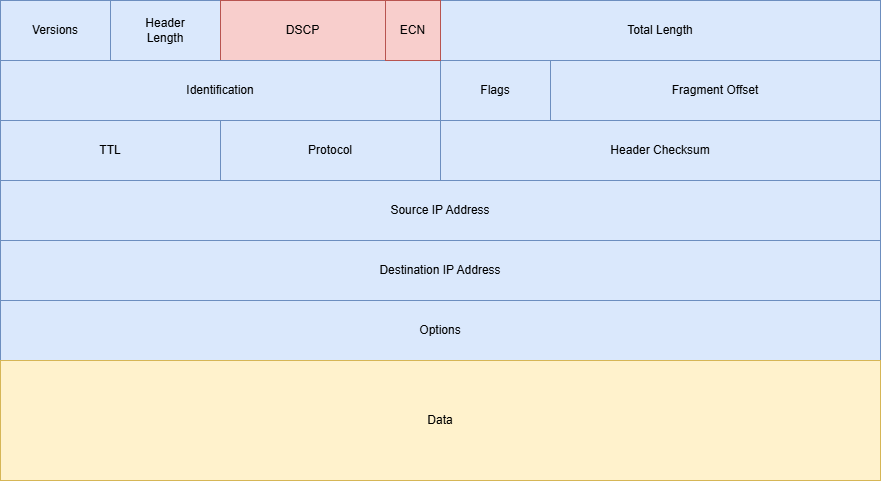 Versions
Header
Length
DSCP
ECN
Total Length
Identification
Flags
Fragment Offset
TTL
Protocol
Header Checksum
Source IP Address
Destination IP Address
Options
Data